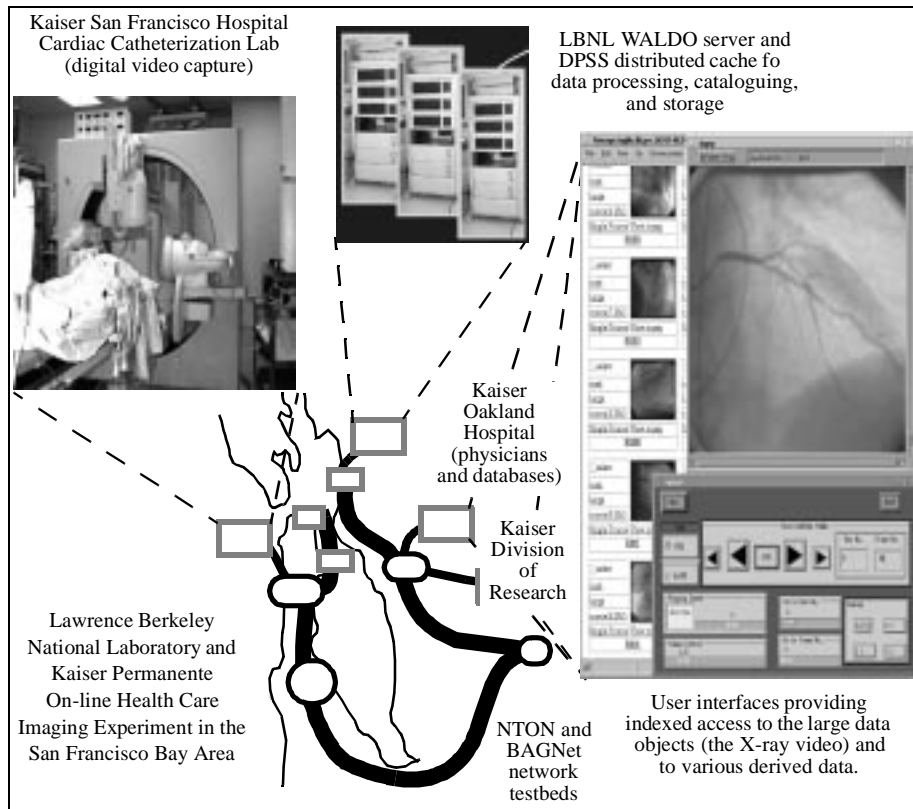 Kaiser San Francisco Hospital
Cardiac Catheterization Lab
(digital video capture)
LBNL WALDO server and
DPSS distributed cache fo
data processing, cataloguing,
and storage
Kaiser
Oakland
Hospital
(physicians
and databases)
Kaiser
Division
of
Research
Lawrence Berkeley
National Laboratory and
Kaiser Permanente
On-line Health Care
Imaging Experiment in the
San Francisco Bay Area
NTON and
BAGNet
network
testbeds
User interfaces providing
indexed access to the large data
objects (the X-ray video) and
to various derived data.